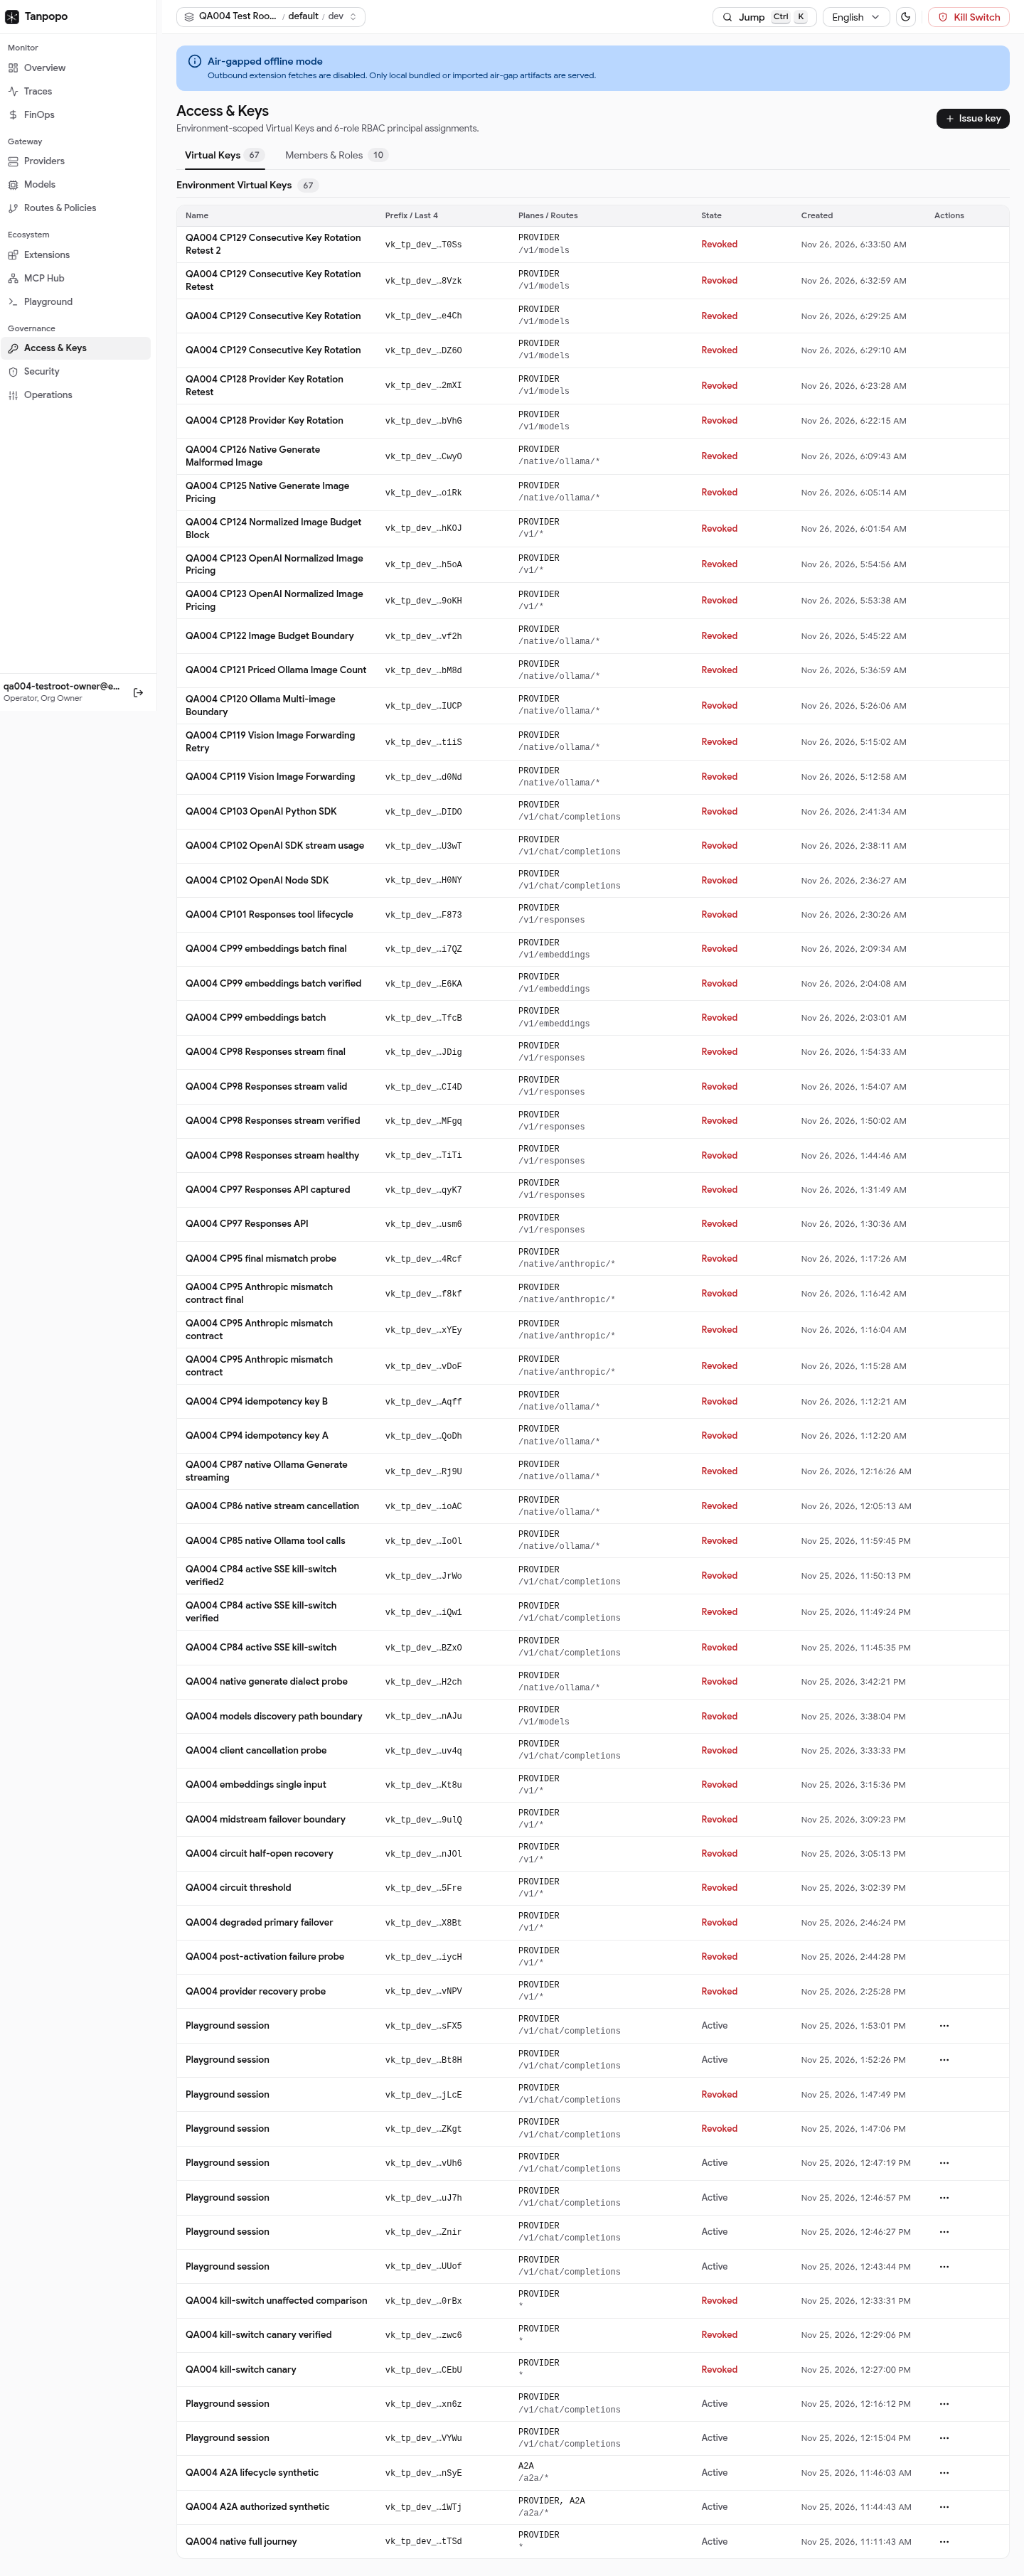 Tanpopo
QA004 Test Roo... / default / dev
Jump Ctrl K
English
Kill Switch
Monitor
Overview
Traces
FinOps
Gateway
Providers
Models
Routes & Policies
Ecosystem
Extensions
MCP Hub
Playground
Governance
Access & Keys
Security
Operations
qa004-testroot-owner@e...
Operator, Org Owner
Air-gapped offline mode
Outbound extension fetches are disabled. Only local bundled or imported air-gap artifacts are served.
Access & Keys
Environment-scoped Virtual Keys and 6-role RBAC principal assignments.
Issue key
Virtual Keys 67 Members & Roles 10
Environment Virtual Keys 67
Name Prefix / Last 4 Planes / Routes State Created Actions
QA004 CP129 Consecutive Key Rotation Retest 2 vk_tp_dev_…T0Ss PROVIDER /v1/models Revoked Nov 26, 2026, 6:33:50 AM
QA004 CP129 Consecutive Key Rotation Retest vk_tp_dev_…8Vzk PROVIDER /v1/models Revoked Nov 26, 2026, 6:32:59 AM
QA004 CP129 Consecutive Key Rotation vk_tp_dev_…e4Ch PROVIDER /v1/models Revoked Nov 26, 2026, 6:29:25 AM
QA004 CP129 Consecutive Key Rotation vk_tp_dev_…DZ6O PROVIDER /v1/models Revoked Nov 26, 2026, 6:29:10 AM
QA004 CP128 Provider Key Rotation Retest vk_tp_dev_…2mXI PROVIDER /v1/models Revoked Nov 26, 2026, 6:23:28 AM
QA004 CP128 Provider Key Rotation vk_tp_dev_…bVhG PROVIDER /v1/models Revoked Nov 26, 2026, 6:22:15 AM
QA004 CP126 Native Generate Malformed Image vk_tp_dev_…CwyO PROVIDER /native/ollama/* Revoked Nov 26, 2026, 6:09:43 AM
QA004 CP125 Native Generate Image Pricing vk_tp_dev_…oiRk PROVIDER /native/ollama/* Revoked Nov 26, 2026, 6:05:14 AM
QA004 CP124 Normalized Image Budget Block vk_tp_dev_…hKOJ PROVIDER /v1/* Revoked Nov 26, 2026, 6:01:54 AM
QA004 CP123 OpenAI Normalized Image Pricing vk_tp_dev_…h5oA PROVIDER /v1/* Revoked Nov 26, 2026, 5:54:56 AM
QA004 CP123 OpenAI Normalized Image Pricing vk_tp_dev_…9oKH PROVIDER /v1/* Revoked Nov 26, 2026, 5:53:38 AM
QA004 CP122 Image Budget Boundary vk_tp_dev_…vf2h PROVIDER /native/ollama/* Revoked Nov 26, 2026, 5:45:22 AM
QA004 CP121 Priced Ollama Image Count vk_tp_dev_…bM8d PROVIDER /native/ollama/* Revoked Nov 26, 2026, 5:36:59 AM
QA004 CP120 Ollama Multi-image Boundary vk_tp_dev_…IUCP PROVIDER /native/ollama/* Revoked Nov 26, 2026, 5:26:06 AM
QA004 CP119 Vision Image Forwarding Retry vk_tp_dev_…t1iS PROVIDER /native/ollama/* Revoked Nov 26, 2026, 5:15:02 AM
QA004 CP119 Vision Image Forwarding vk_tp_dev_…d0Nd PROVIDER /native/ollama/* Revoked Nov 26, 2026, 5:12:58 AM
QA004 CP103 OpenAI Python SDK vk_tp_dev_…DIDO PROVIDER /v1/chat/completions Revoked Nov 26, 2026, 2:41:34 AM
QA004 CP102 OpenAI SDK stream usage vk_tp_dev_…U3wT PROVIDER /v1/chat/completions Revoked Nov 26, 2026, 2:38:11 AM
QA004 CP102 OpenAI Node SDK vk_tp_dev_…H0NY PROVIDER /v1/chat/completions Revoked Nov 26, 2026, 2:36:27 AM
QA004 CP101 Responses tool lifecycle vk_tp_dev_…F873 PROVIDER /v1/responses Revoked Nov 26, 2026, 2:30:26 AM
QA004 CP99 embeddings batch final vk_tp_dev_…i7QZ PROVIDER /v1/embeddings Revoked Nov 26, 2026, 2:09:34 AM
QA004 CP99 embeddings batch verified vk_tp_dev_…E6KA PROVIDER /v1/embeddings Revoked Nov 26, 2026, 2:04:08 AM
QA004 CP99 embeddings batch vk_tp_dev_…TfcB PROVIDER /v1/embeddings Revoked Nov 26, 2026, 2:03:01 AM
QA004 CP98 Responses stream final vk_tp_dev_…JDig PROVIDER /v1/responses Revoked Nov 26, 2026, 1:54:33 AM
QA004 CP98 Responses stream valid vk_tp_dev_…CI4D PROVIDER /v1/responses Revoked Nov 26, 2026, 1:54:07 AM
QA004 CP98 Responses stream verified vk_tp_dev_…MFgq PROVIDER /v1/responses Revoked Nov 26, 2026, 1:50:02 AM
QA004 CP98 Responses stream healthy vk_tp_dev_…TiTi PROVIDER /v1/responses Revoked Nov 26, 2026, 1:44:46 AM
QA004 CP97 Responses API captured vk_tp_dev_…qyK7 PROVIDER /v1/responses Revoked Nov 26, 2026, 1:31:49 AM
QA004 CP97 Responses API vk_tp_dev_…usm6 PROVIDER /v1/responses Revoked Nov 26, 2026, 1:30:36 AM
QA004 CP95 final mismatch probe vk_tp_dev_…4Rcf PROVIDER /native/anthropic/* Revoked Nov 26, 2026, 1:17:26 AM
QA004 CP95 Anthropic mismatch contract final vk_tp_dev_…f8kf PROVIDER /native/anthropic/* Revoked Nov 26, 2026, 1:16:42 AM
QA004 CP95 Anthropic mismatch contract vk_tp_dev_…xYEy PROVIDER /native/anthropic/* Revoked Nov 26, 2026, 1:16:04 AM
QA004 CP95 Anthropic mismatch contract vk_tp_dev_…vDoF PROVIDER /native/anthropic/* Revoked Nov 26, 2026, 1:15:28 AM
QA004 CP94 idempotency key B vk_tp_dev_…Aqff PROVIDER /native/ollama/* Revoked Nov 26, 2026, 1:12:21 AM
QA004 CP94 idempotency key A vk_tp_dev_…QoDh PROVIDER /native/ollama/* Revoked Nov 26, 2026, 1:12:20 AM
QA004 CP87 native Ollama Generate streaming vk_tp_dev_…Rj9U PROVIDER /native/ollama/* Revoked Nov 26, 2026, 12:16:26 AM
QA004 CP86 native stream cancellation vk_tp_dev_…ioAC PROVIDER /native/ollama/* Revoked Nov 26, 2026, 12:05:13 AM
QA004 CP85 native Ollama tool calls vk_tp_dev_…IoOl PROVIDER /native/ollama/* Revoked Nov 25, 2026, 11:59:45 PM
QA004 CP84 active SSE kill-switch verified2 vk_tp_dev_…JrWo PROVIDER /v1/chat/completions Revoked Nov 25, 2026, 11:50:13 PM
QA004 CP84 active SSE kill-switch verified vk_tp_dev_…iQw1 PROVIDER /v1/chat/completions Revoked Nov 25, 2026, 11:49:24 PM
QA004 CP84 active SSE kill-switch vk_tp_dev_…BZxO PROVIDER /v1/chat/completions Revoked Nov 25, 2026, 11:45:35 PM
QA004 native generate dialect probe vk_tp_dev_…H2ch PROVIDER /native/ollama/* Revoked Nov 25, 2026, 3:42:21 PM
QA004 models discovery path boundary vk_tp_dev_…nAJu PROVIDER /v1/models Revoked Nov 25, 2026, 3:38:04 PM
QA004 client cancellation probe vk_tp_dev_…uv4q PROVIDER /v1/chat/completions Revoked Nov 25, 2026, 3:33:33 PM
QA004 embeddings single input vk_tp_dev_…Kt8u PROVIDER /v1/* Revoked Nov 25, 2026, 3:15:36 PM
QA004 midstream failover boundary vk_tp_dev_…9ulQ PROVIDER /v1/* Revoked Nov 25, 2026, 3:09:23 PM
QA004 circuit half-open recovery vk_tp_dev_…nJOl PROVIDER /v1/* Revoked Nov 25, 2026, 3:05:13 PM
QA004 circuit threshold vk_tp_dev_…5Fre PROVIDER /v1/* Revoked Nov 25, 2026, 3:02:39 PM
QA004 degraded primary failover vk_tp_dev_…X8Bt PROVIDER /v1/* Revoked Nov 25, 2026, 2:46:24 PM
QA004 post-activation failure probe vk_tp_dev_…iycH PROVIDER /v1/* Revoked Nov 25, 2026, 2:44:28 PM
QA004 provider recovery probe vk_tp_dev_…vNPV PROVIDER /v1/* Revoked Nov 25, 2026, 2:25:28 PM
Playground session vk_tp_dev_…sFX5 PROVIDER /v1/chat/completions Active Nov 25, 2026, 1:53:01 PM
Playground session vk_tp_dev_…Bt8H PROVIDER /v1/chat/completions Active Nov 25, 2026, 1:52:26 PM
Playground session vk_tp_dev_…jLcE PROVIDER /v1/chat/completions Revoked Nov 25, 2026, 1:47:49 PM
Playground session vk_tp_dev_…ZKgt PROVIDER /v1/chat/completions Revoked Nov 25, 2026, 1:47:06 PM
Playground session vk_tp_dev_…vUh6 PROVIDER /v1/chat/completions Active Nov 25, 2026, 12:47:19 PM
Playground session vk_tp_dev_…uJ7h PROVIDER /v1/chat/completions Active Nov 25, 2026, 12:46:57 PM
Playground session vk_tp_dev_…Znir PROVIDER /v1/chat/completions Active Nov 25, 2026, 12:46:27 PM
Playground session vk_tp_dev_…UUof PROVIDER /v1/chat/completions Active Nov 25, 2026, 12:43:44 PM
QA004 kill-switch unaffected comparison vk_tp_dev_…0rBx PROVIDER * Revoked Nov 25, 2026, 12:33:31 PM
QA004 kill-switch canary verified vk_tp_dev_…zwc6 PROVIDER * Revoked Nov 25, 2026, 12:29:06 PM
QA004 kill-switch canary vk_tp_dev_…CEbU PROVIDER * Revoked Nov 25, 2026, 12:27:00 PM
Playground session vk_tp_dev_…xn6z PROVIDER /v1/chat/completions Active Nov 25, 2026, 12:16:12 PM
Playground session vk_tp_dev_…VYWu PROVIDER /v1/chat/completions Active Nov 25, 2026, 12:15:04 PM
QA004 A2A lifecycle synthetic vk_tp_dev_…nSyE A2A /a2a/* Active Nov 25, 2026, 11:46:03 AM
QA004 A2A authorized synthetic vk_tp_dev_…1WTj PROVIDER, A2A /a2a/* Active Nov 25, 2026, 11:44:43 AM
QA004 native full journey vk_tp_dev_…tTSd PROVIDER * Active Nov 25, 2026, 11:11:43 AM